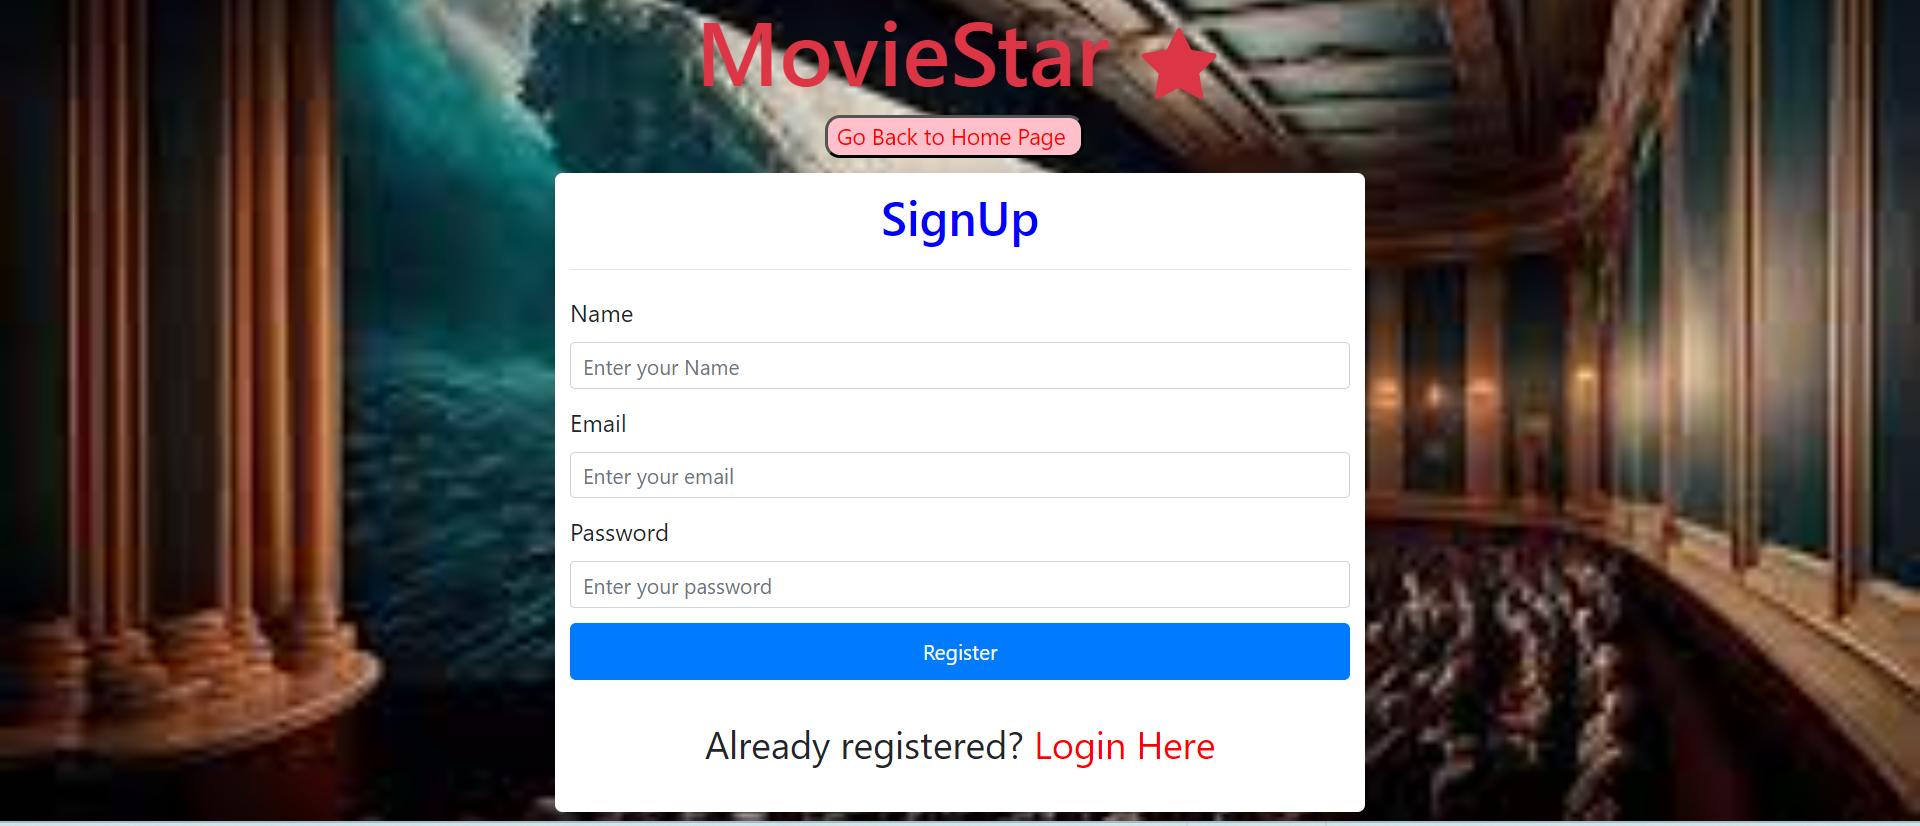 MovieStar
Go Back to Home Page
SignUp
Name
Enter your Name
Email
Enter your email
Password
Enter your password
Register
Already registered? Login Here